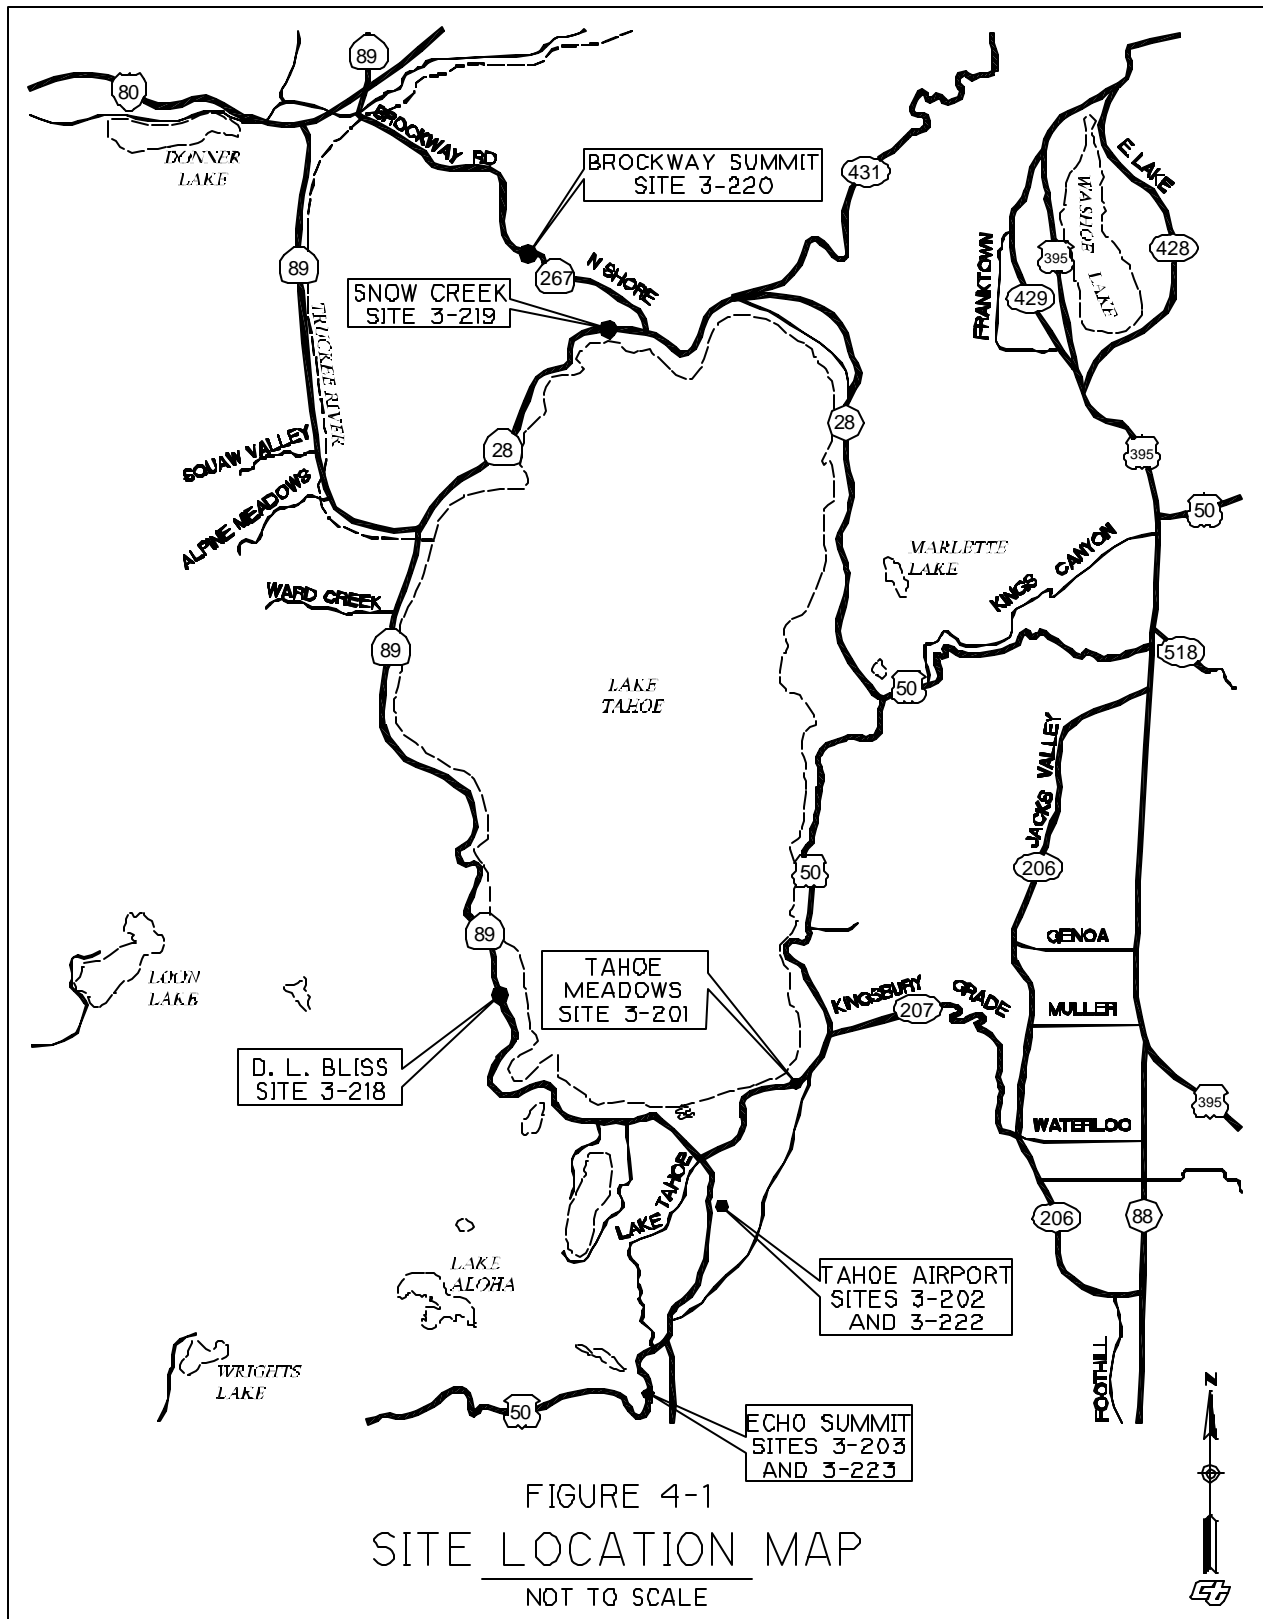 89
80
BROCKWAY RD
DONNER
LAKE
BROCKWAY SUMMIT
SITE 3-220
431
E LAKE
WASHOE LAKE
FRANKTOWN
395
428
429
89
267
N SHORE
SNOW CREEK
SITE 3-219
TRUCKEE RIVER
28
28
SQUAW VALLEY
ALPINE MEADOWS
395
50
MARLETTE
LAKE
KINGS CANYON
WARD CREEK
89
518
50
LAKE
TAHOE
JACKS VALLEY
206
50
89
GENOA
LOON
LAKE
TAHOE
MEADOWS
SITE 3-201
KINGSBURY GRADE
207
MULLER
D. L. BLISS
SITE 3-218
395
WATERLOO
LAKE TAHOE
206
88
LAKE
ALOHA
TAHOE AIRPORT
SITES 3-202
AND 3-222
WRIGHTS
LAKE
FOOTHILL
50
ECHO SUMMIT
SITES 3-203
AND 3-223
N
FIGURE 4-1
SITE LOCATION MAP
NOT TO SCALE
ct